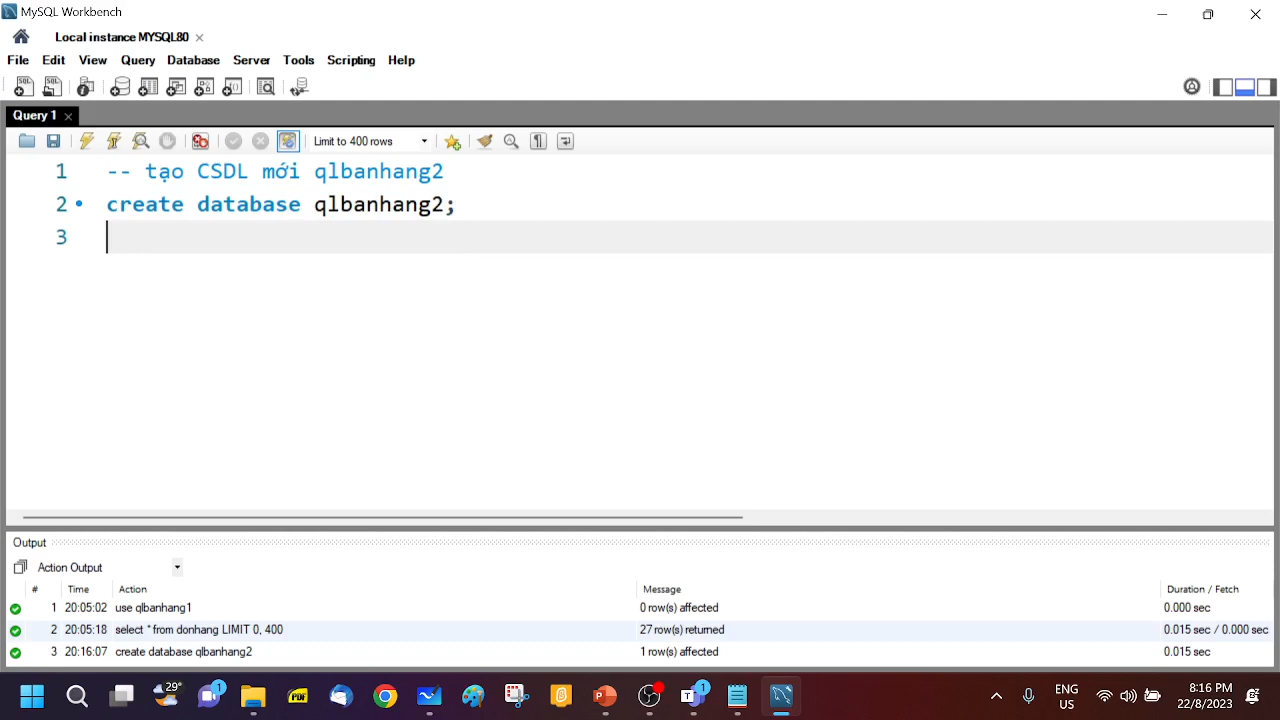 MySQL Workbench
Local instance MYSQL80
File Edit View Query Database Server Tools Scripting Help
Query 1
Limit to 400 rows
1 -- tạo CSDL mới qlbanhang2
2 create database qlbanhang2;
3
Output
Action Output
# Time Action Message Duration / Fetch
1 20:05:02 use qlbanhang1 0 row(s) affected 0.000 sec
2 20:05:18 select * from donhang LIMIT 0, 400 27 row(s) returned 0.015 sec / 0.000 sec
3 20:16:07 create database qlbanhang2 1 row(s) affected 0.015 sec
29° 1 PDF 1 ENG 8:16 PM
US 22/8/2023